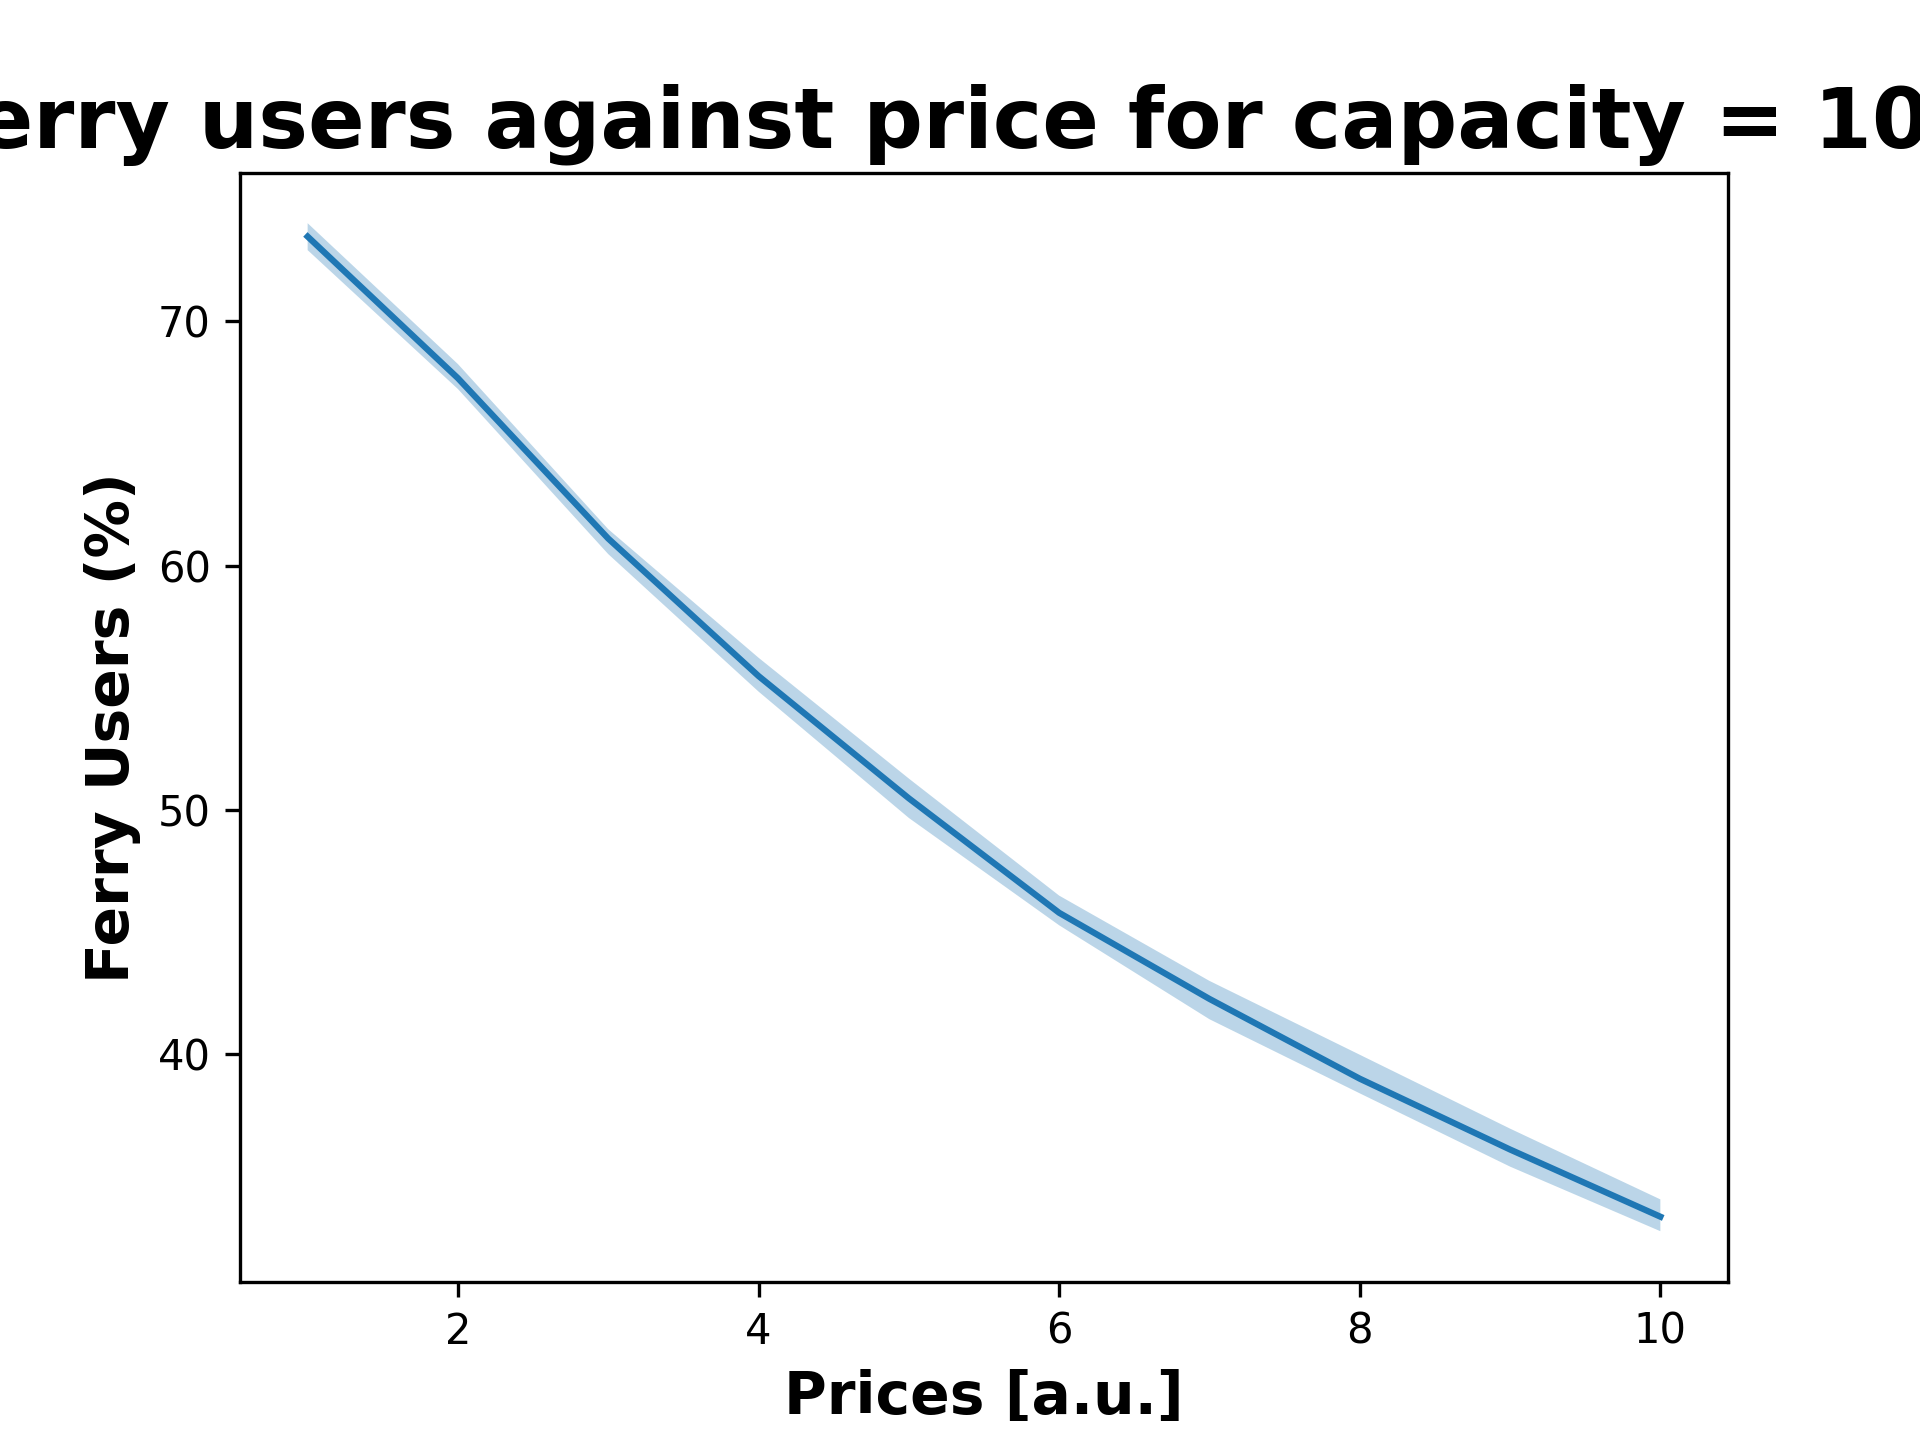 erry users against price for capacity = 10
Ferry Users (%)
70
60
50
40
2 4 6 8 10
Prices [a.u.]